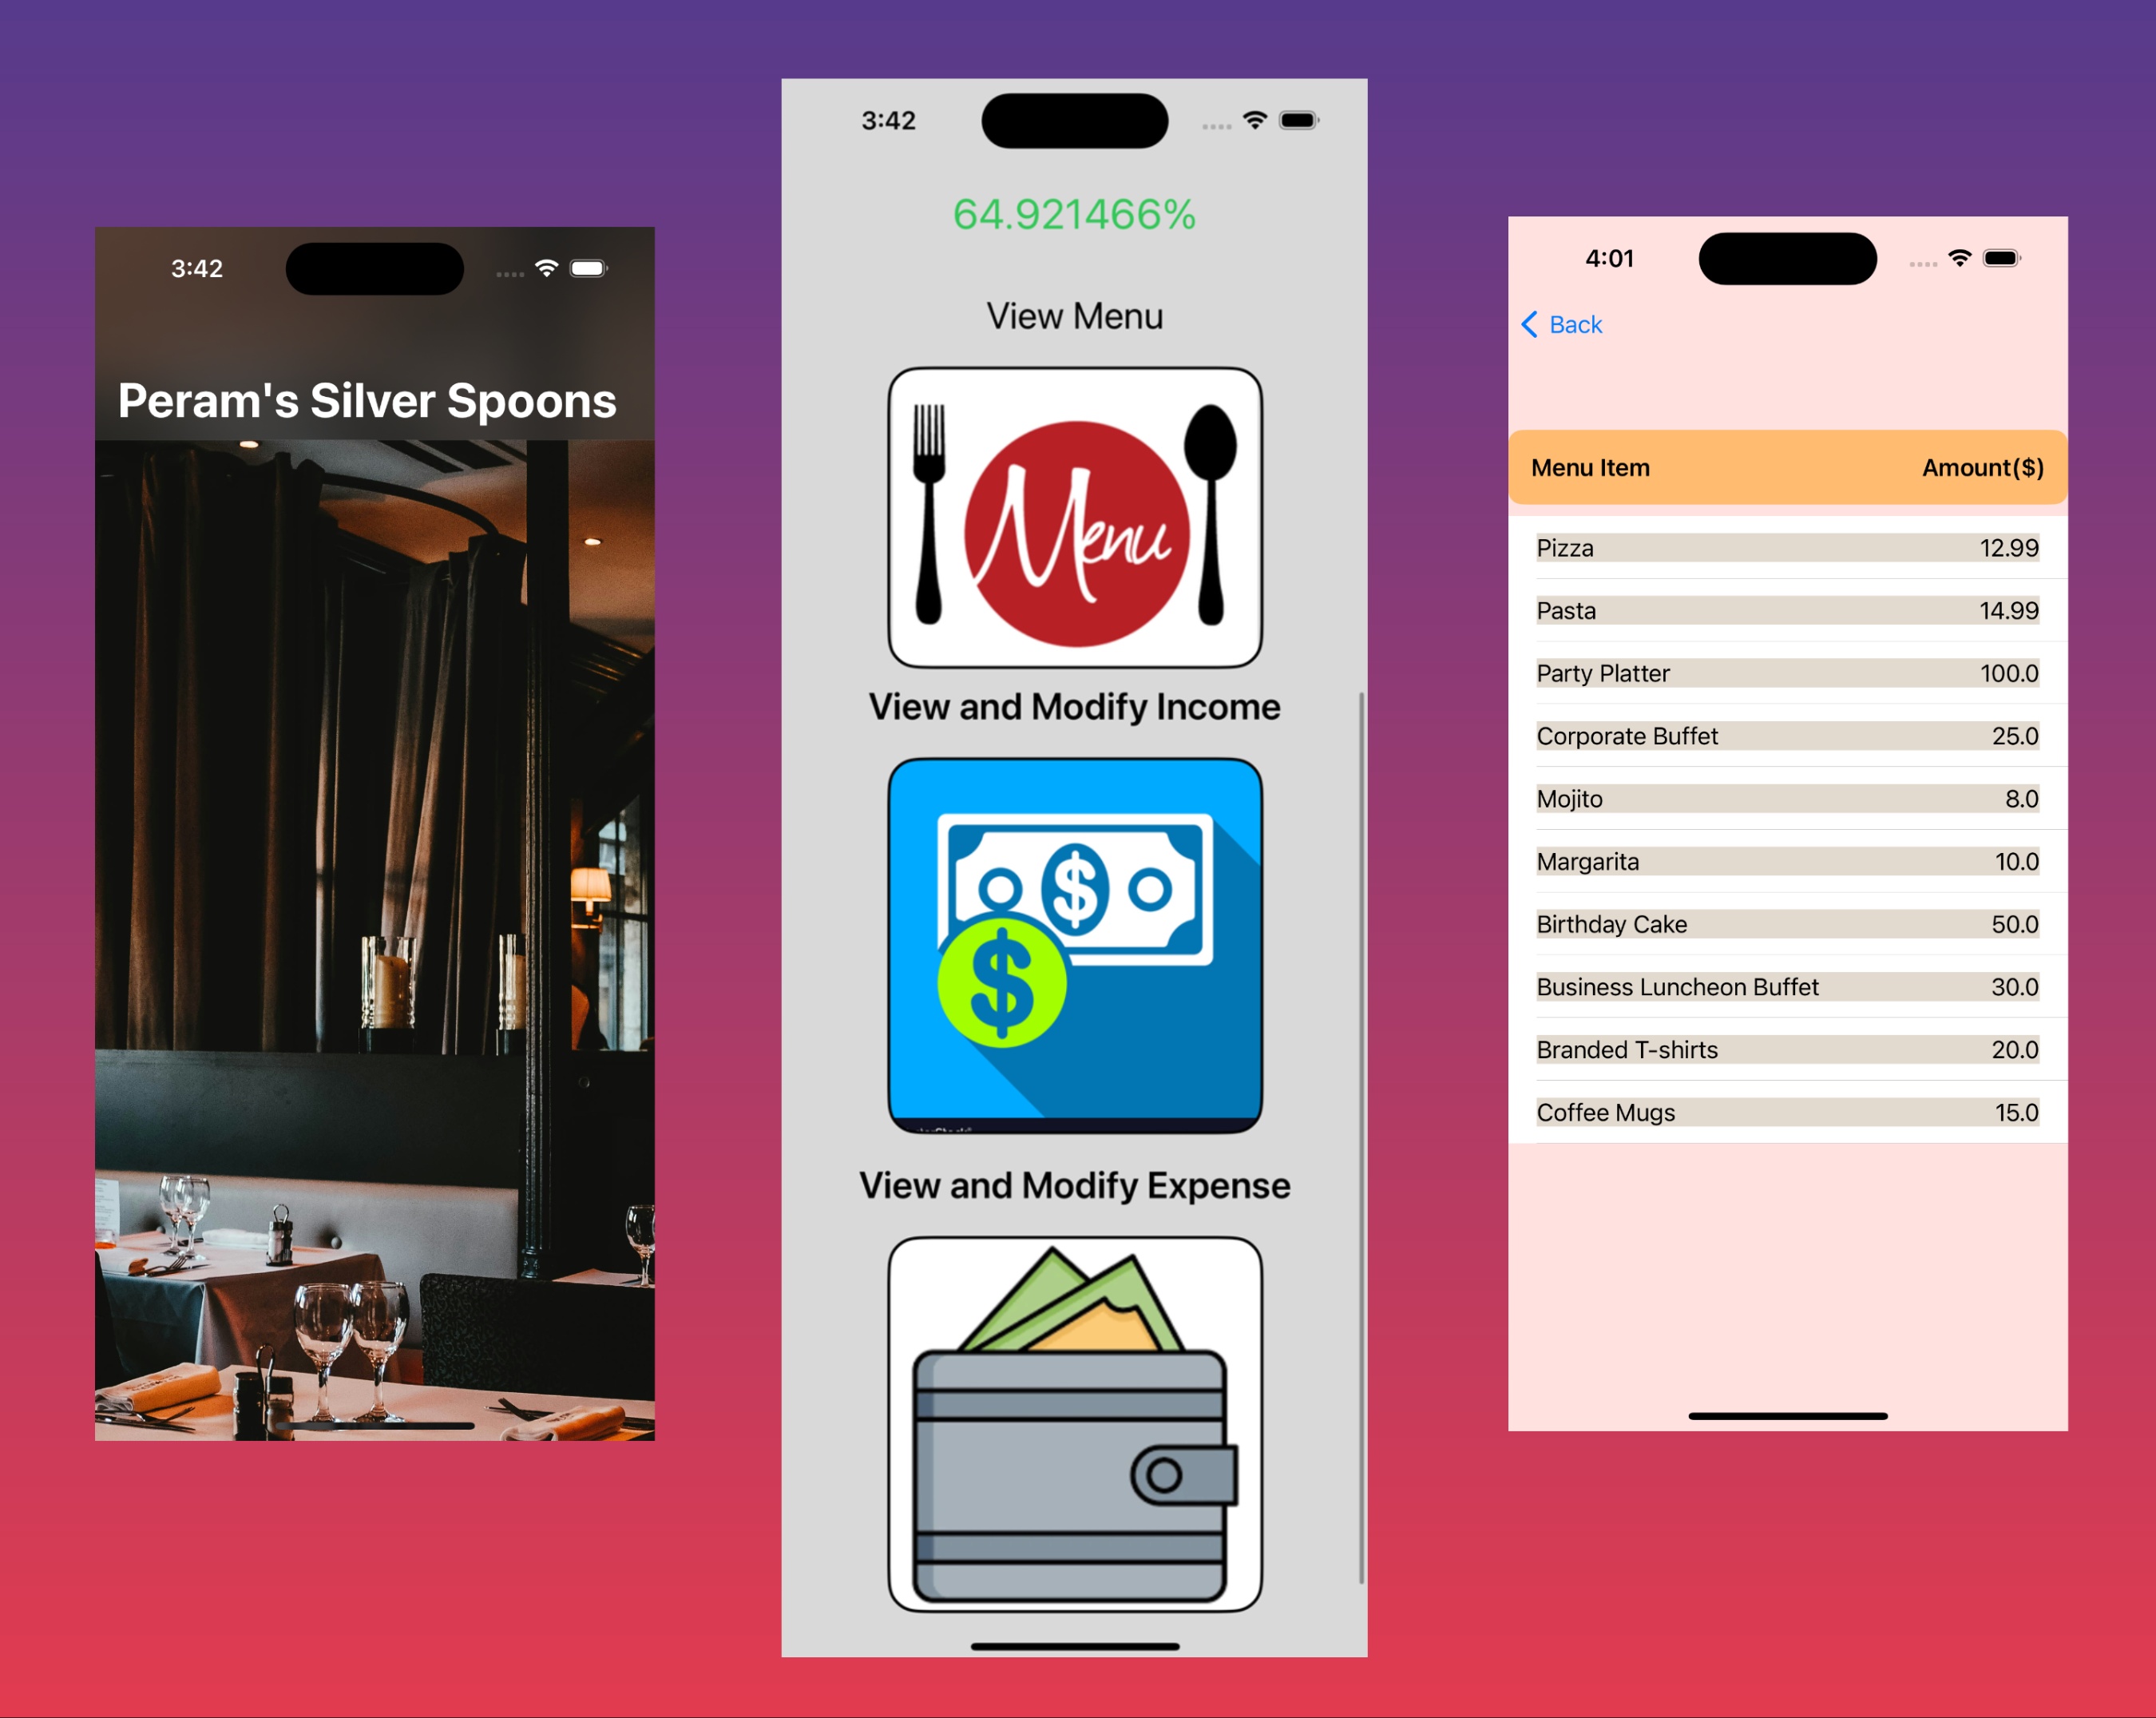 3:42
Peram's Silver Spoons
3:42
64.921466%
View Menu
Menu
View and Modify Income
View and Modify Expense
4:01
Back
Menu Item Amount($)
Pizza 12.99
Pasta 14.99
Party Platter 100.0
Corporate Buffet 25.0
Mojito 8.0
Margarita 10.0
Birthday Cake 50.0
Business Luncheon Buffet 30.0
Branded T-shirts 20.0
Coffee Mugs 15.0